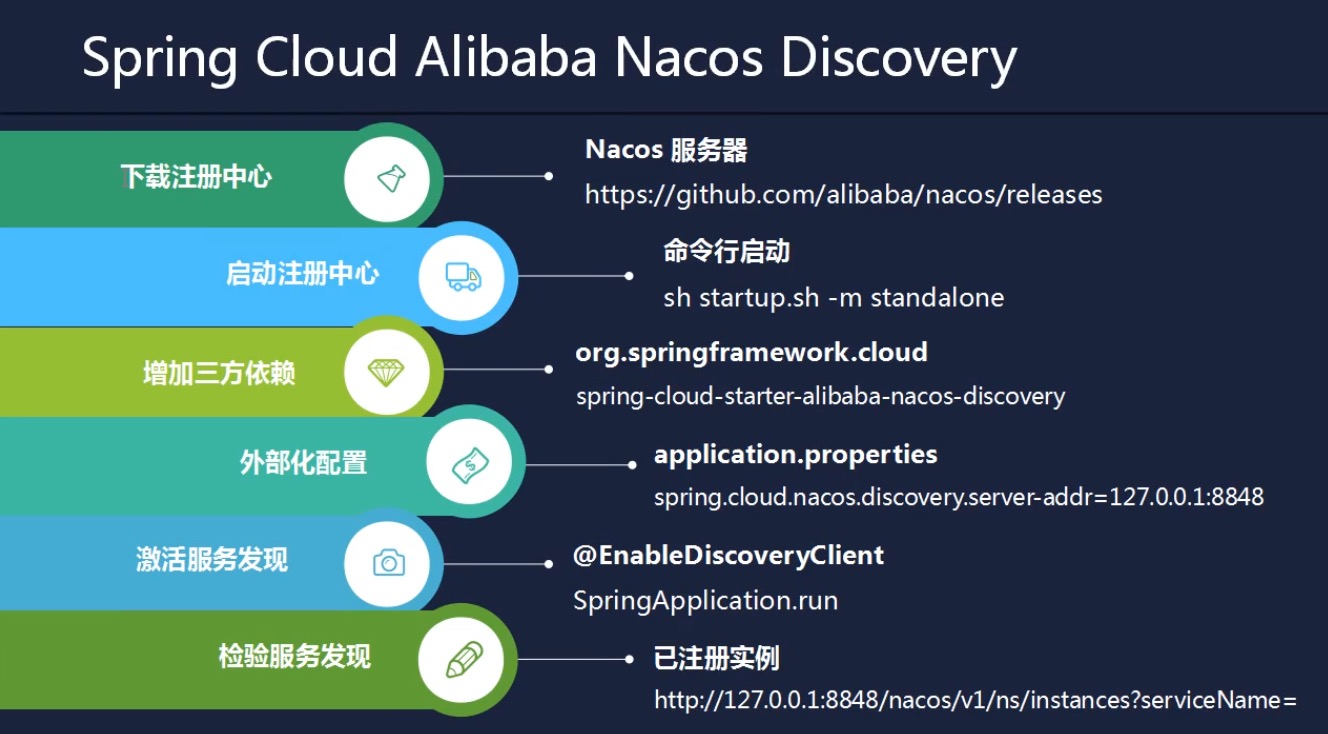 Spring Cloud Alibaba Nacos Discovery
下载注册中心
Nacos 服务器
https://github.com/alibaba/nacos/releases
启动注册中心
命令行启动
sh startup.sh -m standalone
增加三方依赖
org.springframework.cloud
spring-cloud-starter-alibaba-nacos-discovery
外部化配置
application.properties
spring.cloud.nacos.discovery.server-addr=127.0.0.1:8848
激活服务发现
@EnableDiscoveryClient
SpringApplication.run
检验服务发现
已注册实例
http://127.0.0.1:8848/nacos/v1/ns/instances?serviceName=